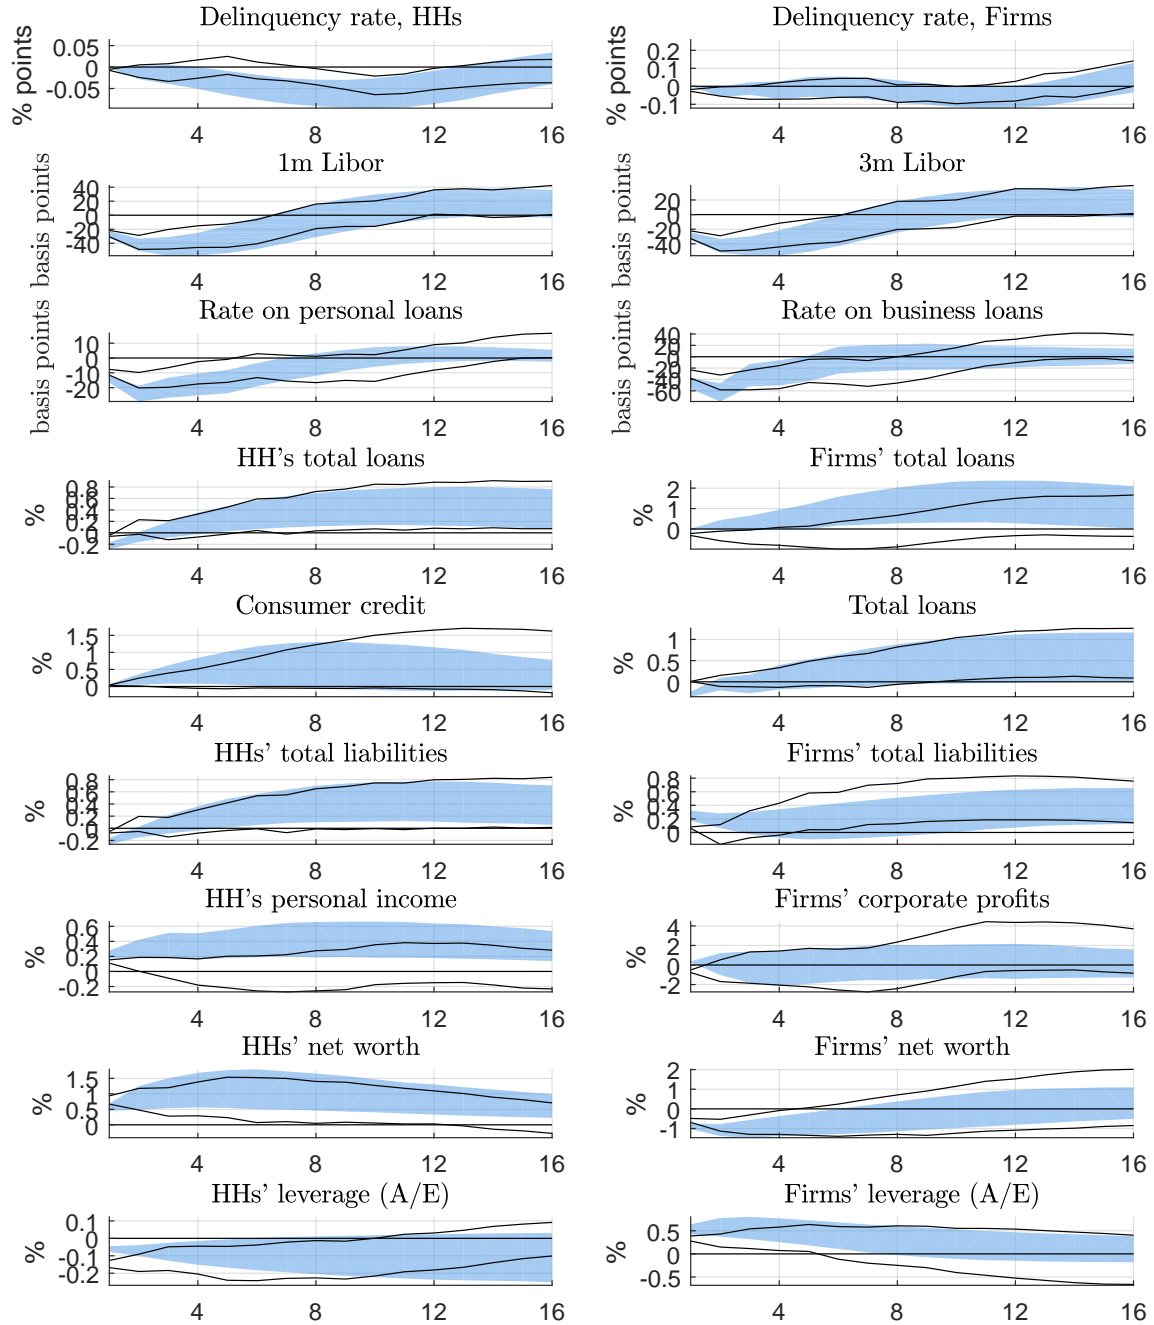 Delinquency rate, HHs
% points
0.05
0
-0.05
4 8 12 16
Delinquency rate, Firms
% points
0.2
0.1
0
-0.1
4 8 12 16
1m Libor
basis points
40
20
0
-20
-40
4 8 12 16
3m Libor
basis points
20
0
-20
-40
4 8 12 16
Rate on personal loans
basis points
10
0
-10
-20
4 8 12 16
Rate on business loans
basis points
40
20
0
-20
-40
-60
4 8 12 16
HH's total loans
%
0.8
0.6
0.4
0.2
0
-0.2
4 8 12 16
Firms' total loans
%
2
1
0
4 8 12 16
Consumer credit
%
1.5
1
0.5
0
4 8 12 16
Total loans
%
1
0.5
0
4 8 12 16
HHs' total liabilities
%
0.8
0.6
0.4
0.2
0
-0.2
4 8 12 16
Firms' total liabilities
%
0.8
0.6
0.4
0.2
0
4 8 12 16
HH's personal income
%
0.6
0.4
0.2
0
-0.2
4 8 12 16
Firms' corporate profits
%
4
2
0
-2
4 8 12 16
HHs' net worth
%
1.5
1
0.5
0
4 8 12 16
Firms' net worth
%
2
1
0
-1
4 8 12 16
HHs' leverage (A/E)
%
0.1
0
-0.1
-0.2
4 8 12 16
Firms' leverage (A/E)
%
0.5
0
-0.5
4 8 12 16